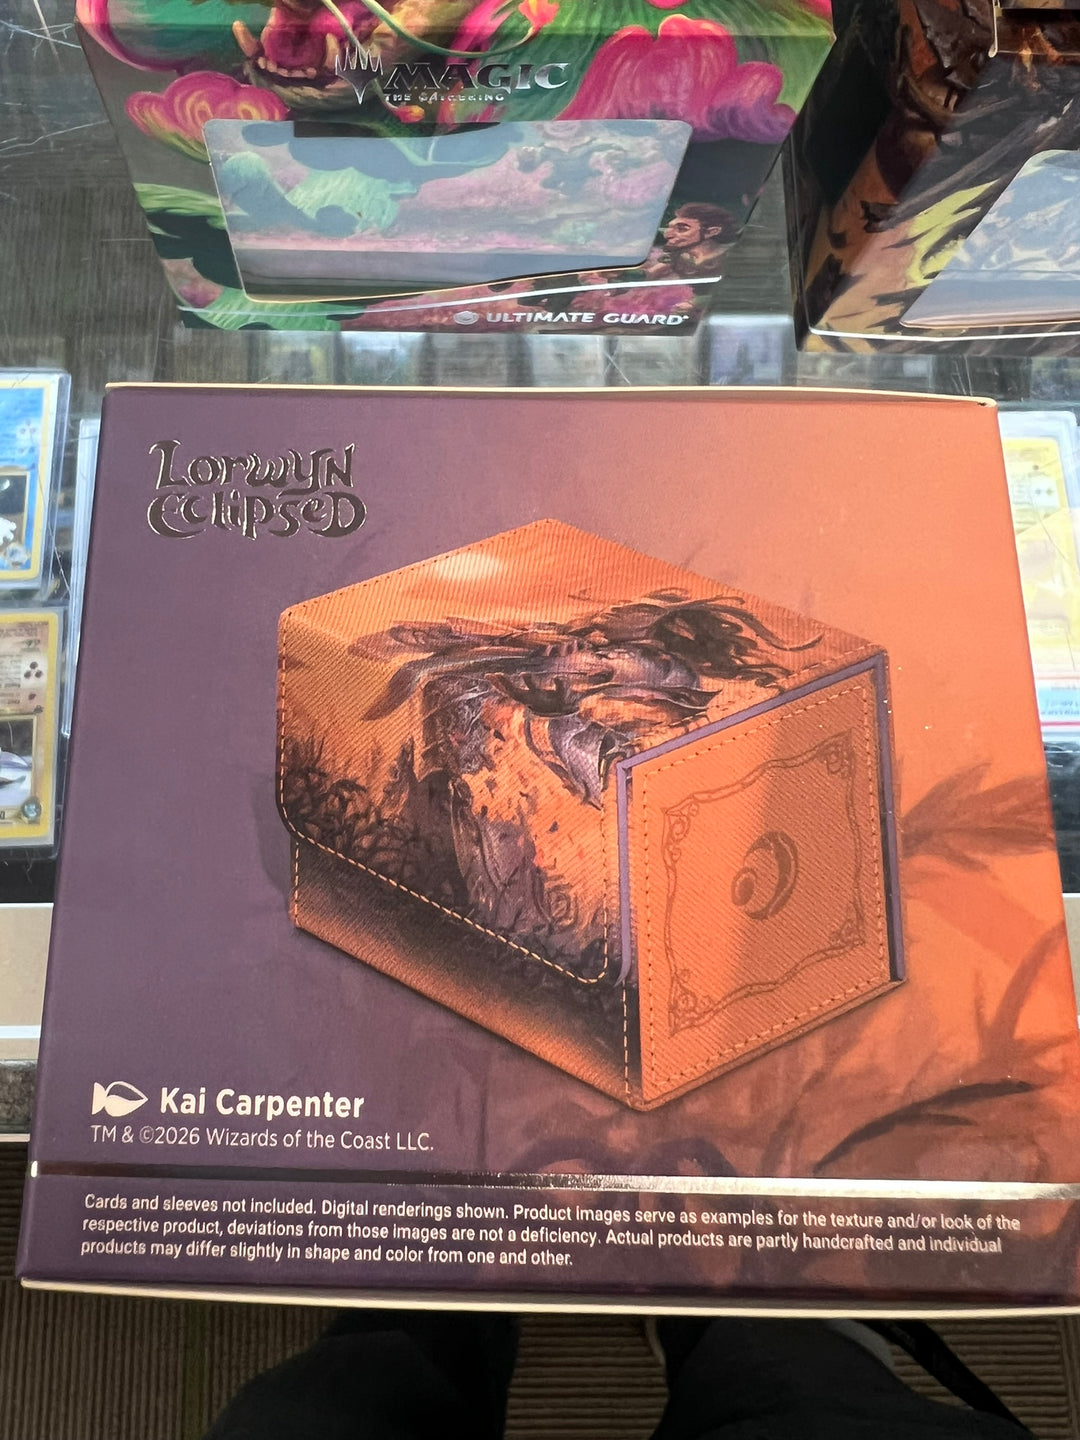 MAGIC
THE GATHERING
ULTIMATE GUARD
Lorwyn
Eclipsed
Kai Carpenter
TM & ©2026 Wizards of the Coast LLC.
Cards and sleeves not included. Digital renderings shown. Product images serve as examples for the texture and/or look of the
respective product, deviations from those images are not a deficiency. Actual products are partly handcrafted and individual
products may differ slightly in shape and color from one and other.